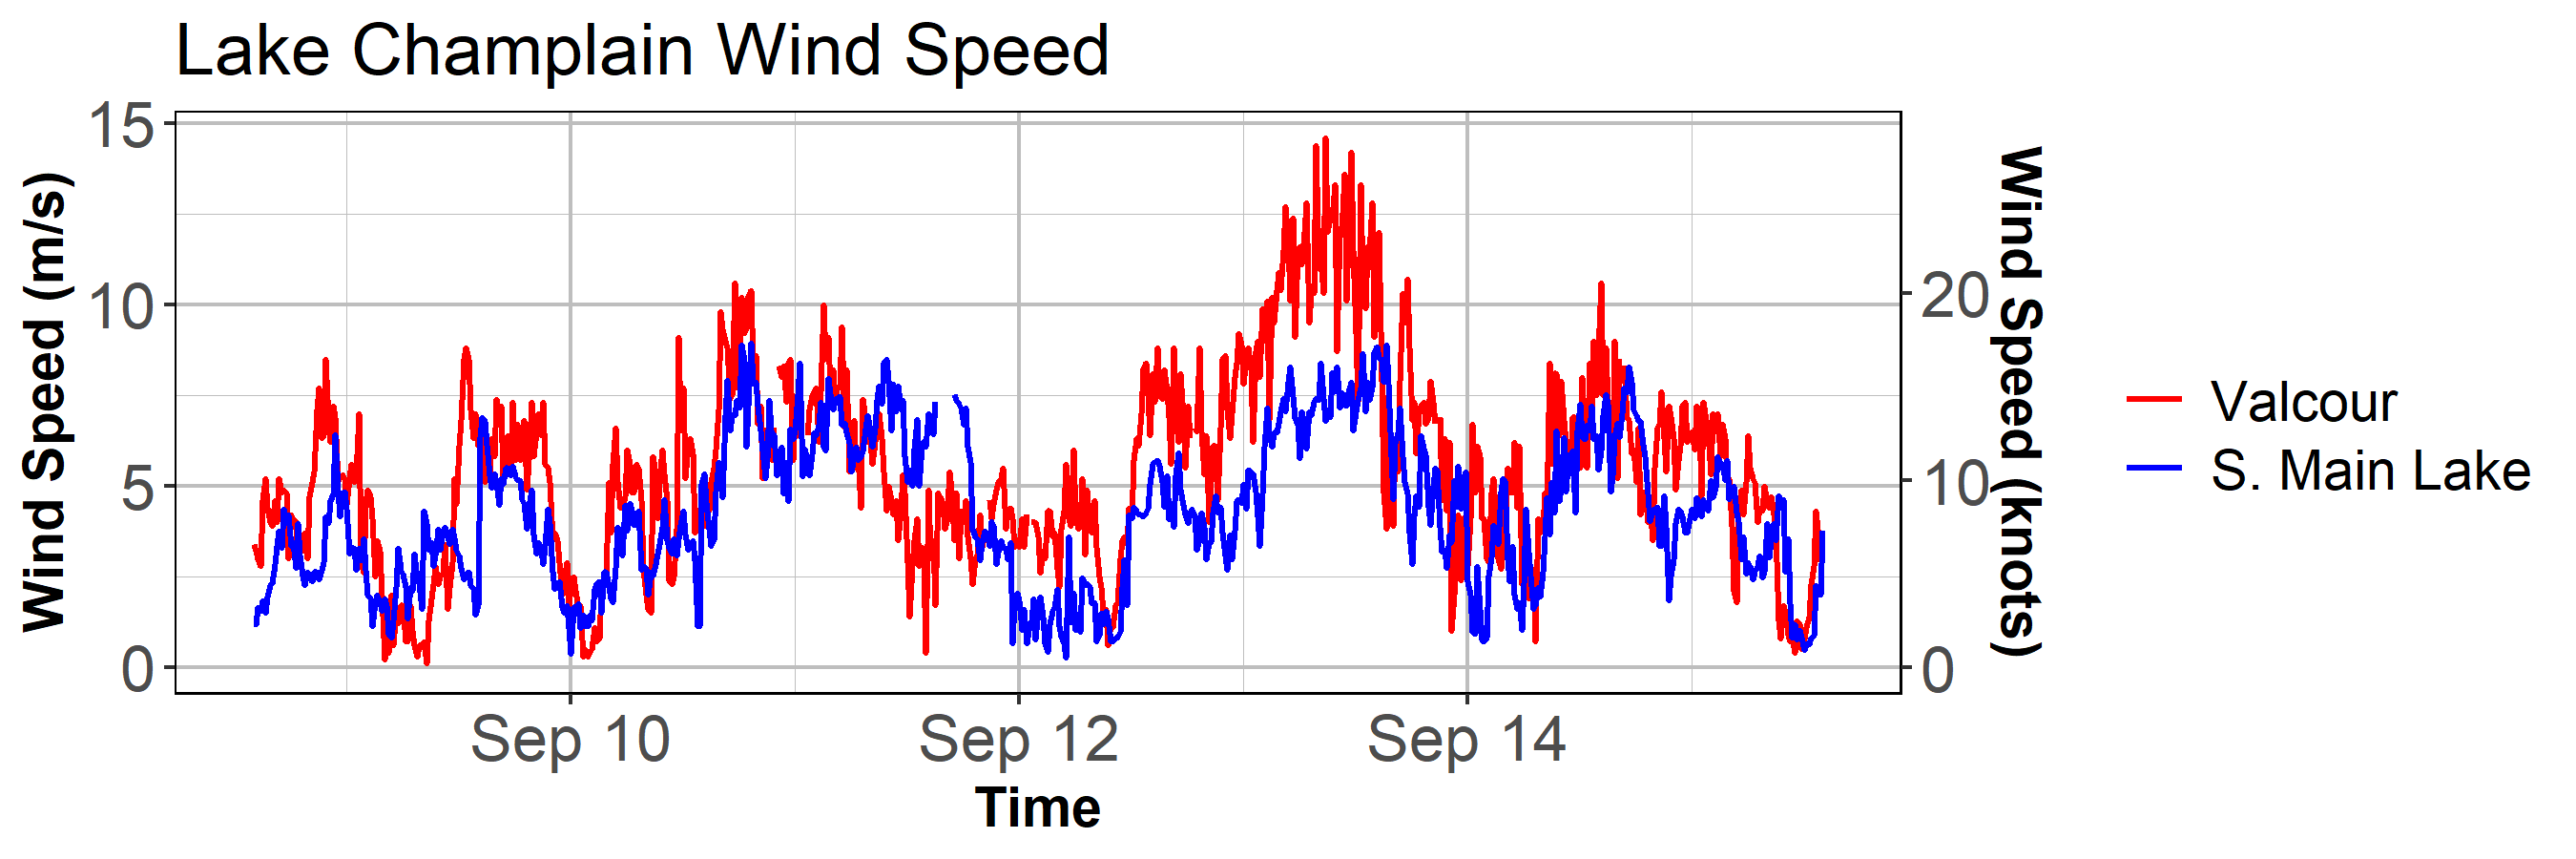 Lake Champlain Wind Speed
Wind Speed (m/s)
15
10
5
0
Sep 10
Sep 12
Sep 14
Time
20
10
0
Wind Speed (knots)
Valcour
S. Main Lake